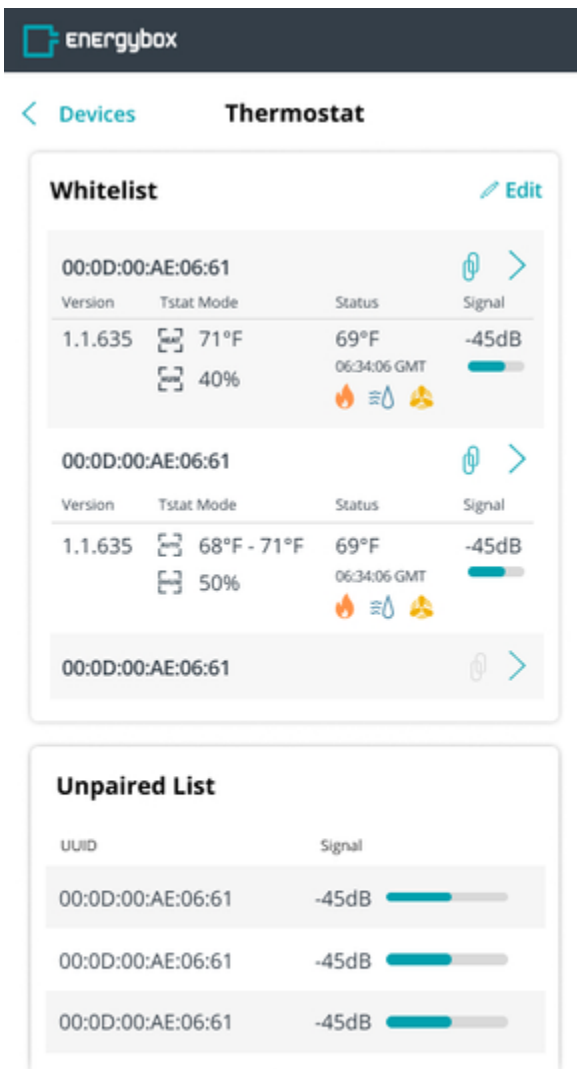 energybox
Devices Thermostat
Whitelist Edit
00:0D:00:AE:06:61
Version Tstat Mode Status Signal
1.1.635 71°F 69°F -45dB
40% 06:34:06 GMT
00:0D:00:AE:06:61
Version Tstat Mode Status Signal
1.1.635 68°F - 71°F 69°F -45dB
50% 06:34:06 GMT
00:0D:00:AE:06:61
Unpaired List
UUID Signal
00:0D:00:AE:06:61 -45dB
00:0D:00:AE:06:61 -45dB
00:0D:00:AE:06:61 -45dB